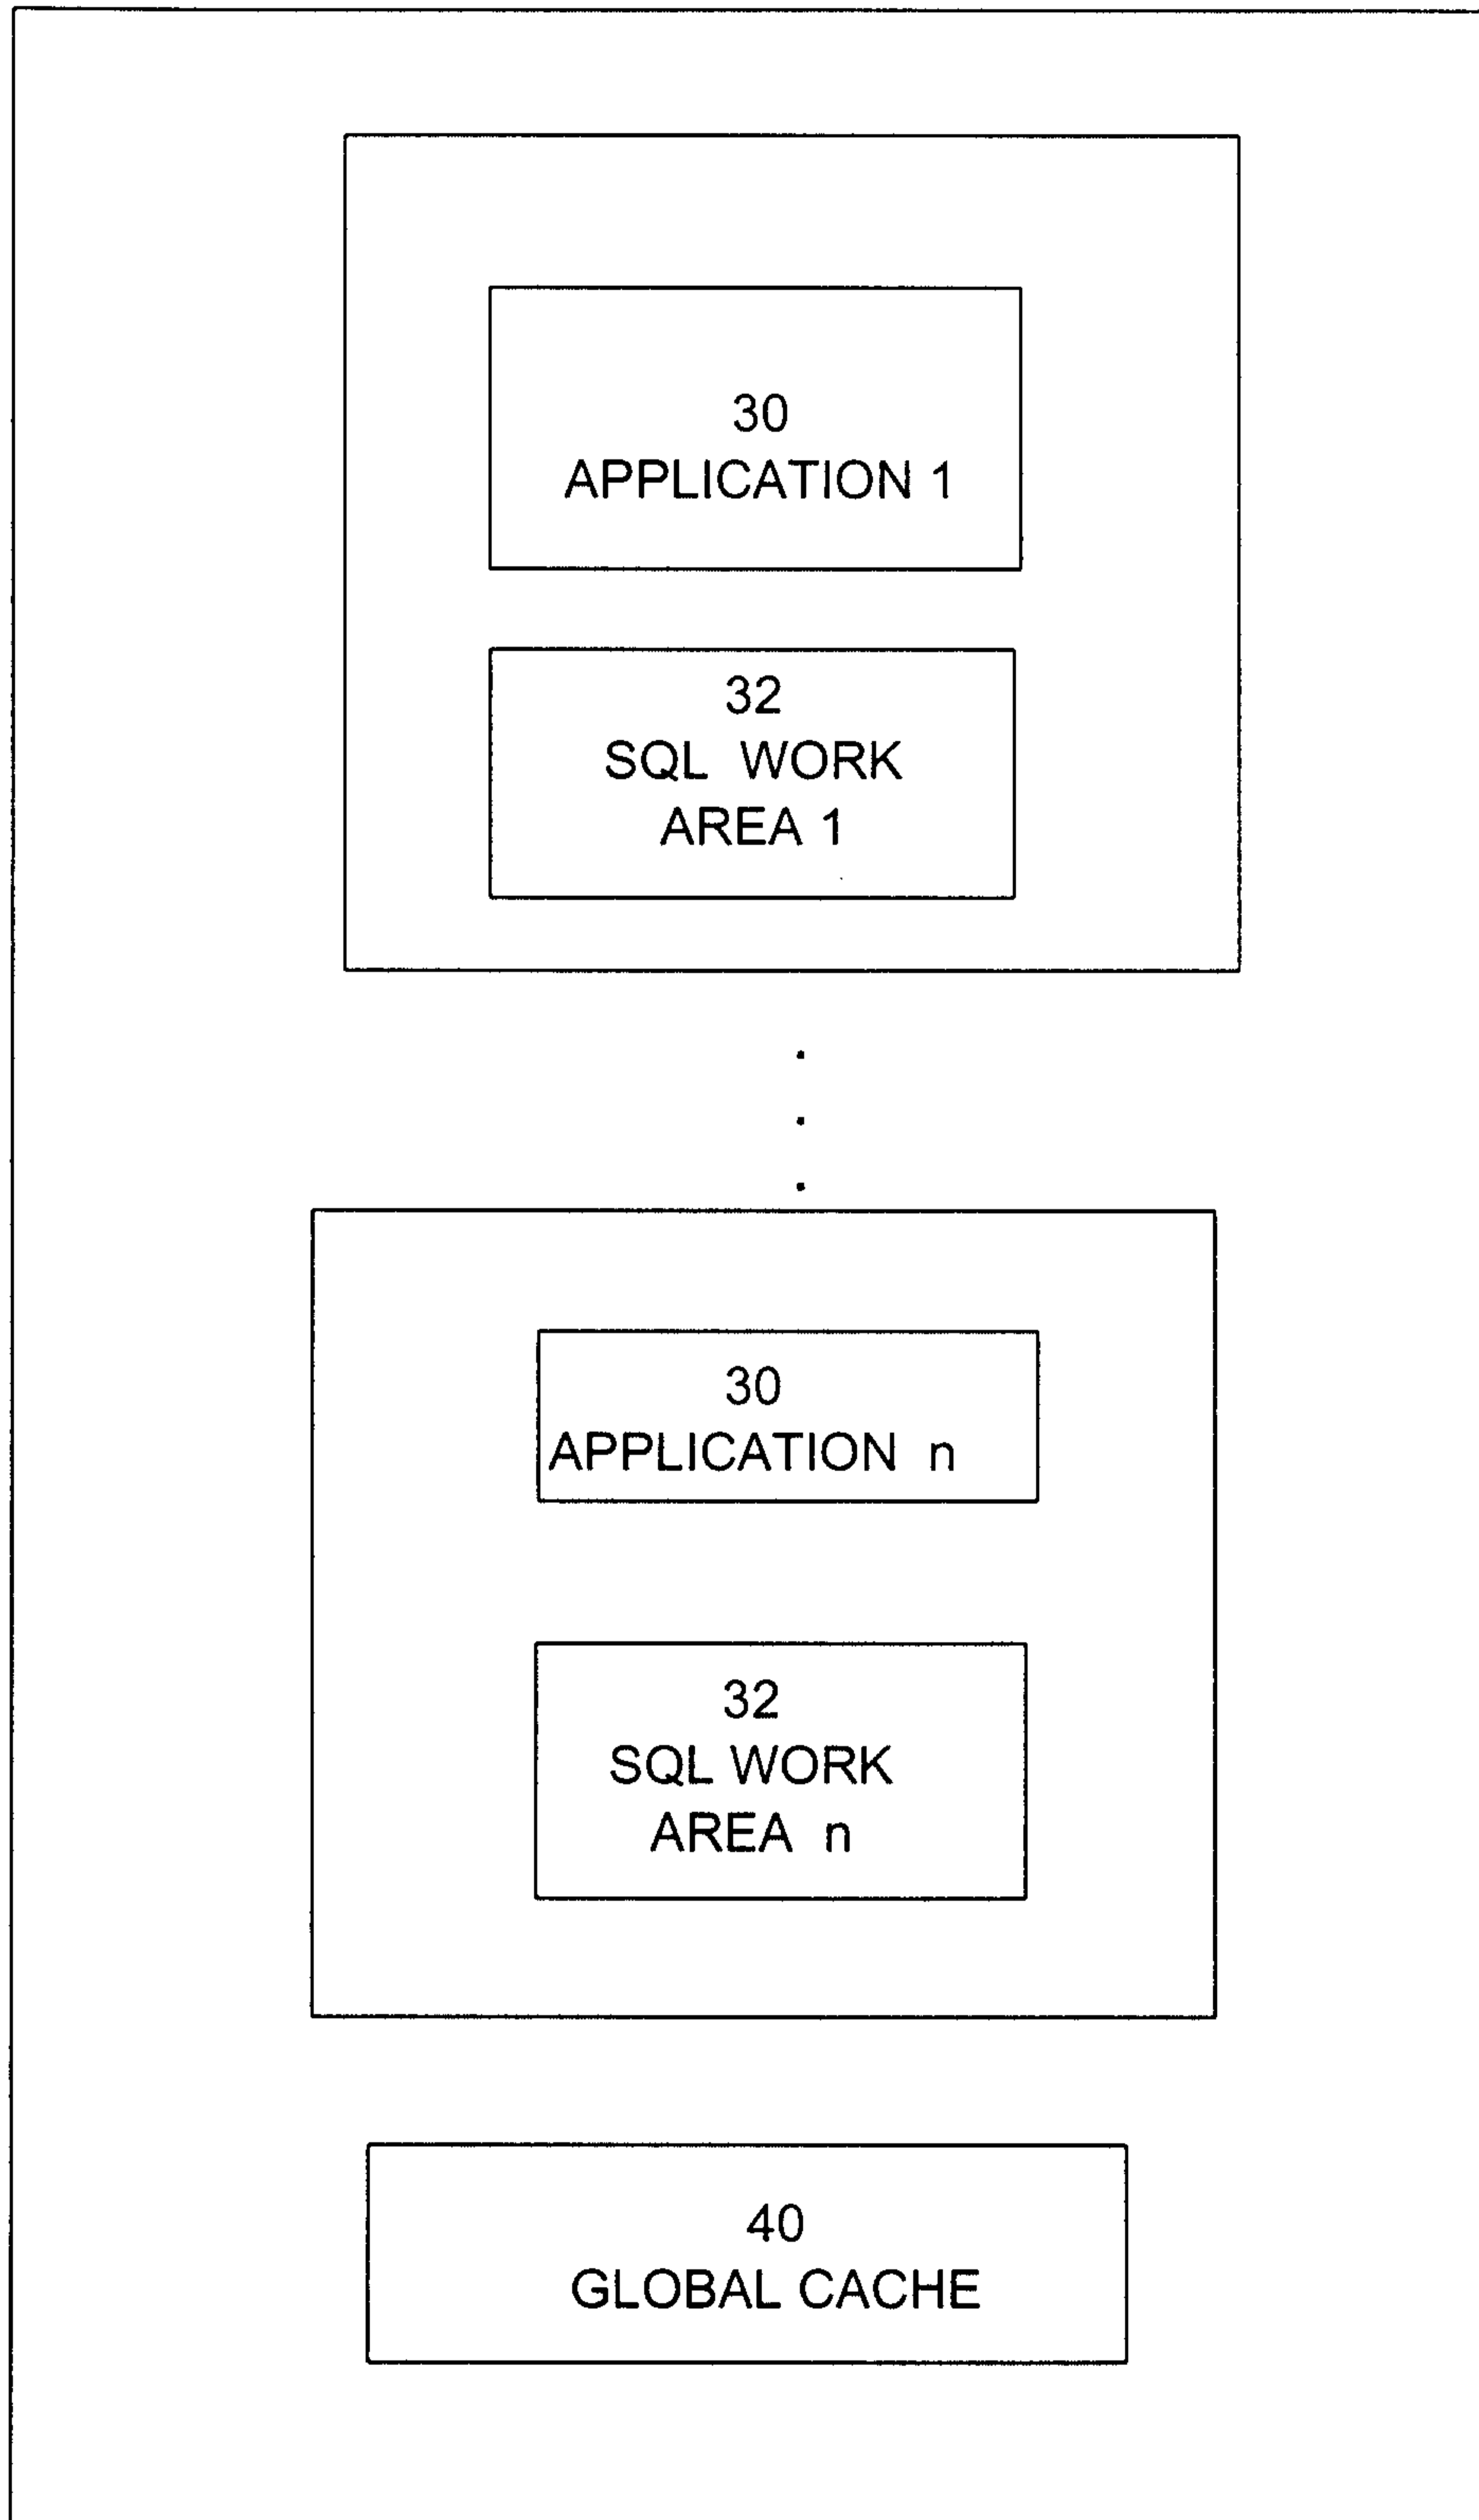 30
APPLICATION 1
32
SQL WORK
AREA 1
30
APPLICATION n
32
SQL WORK
AREA n
40
GLOBAL CACHE